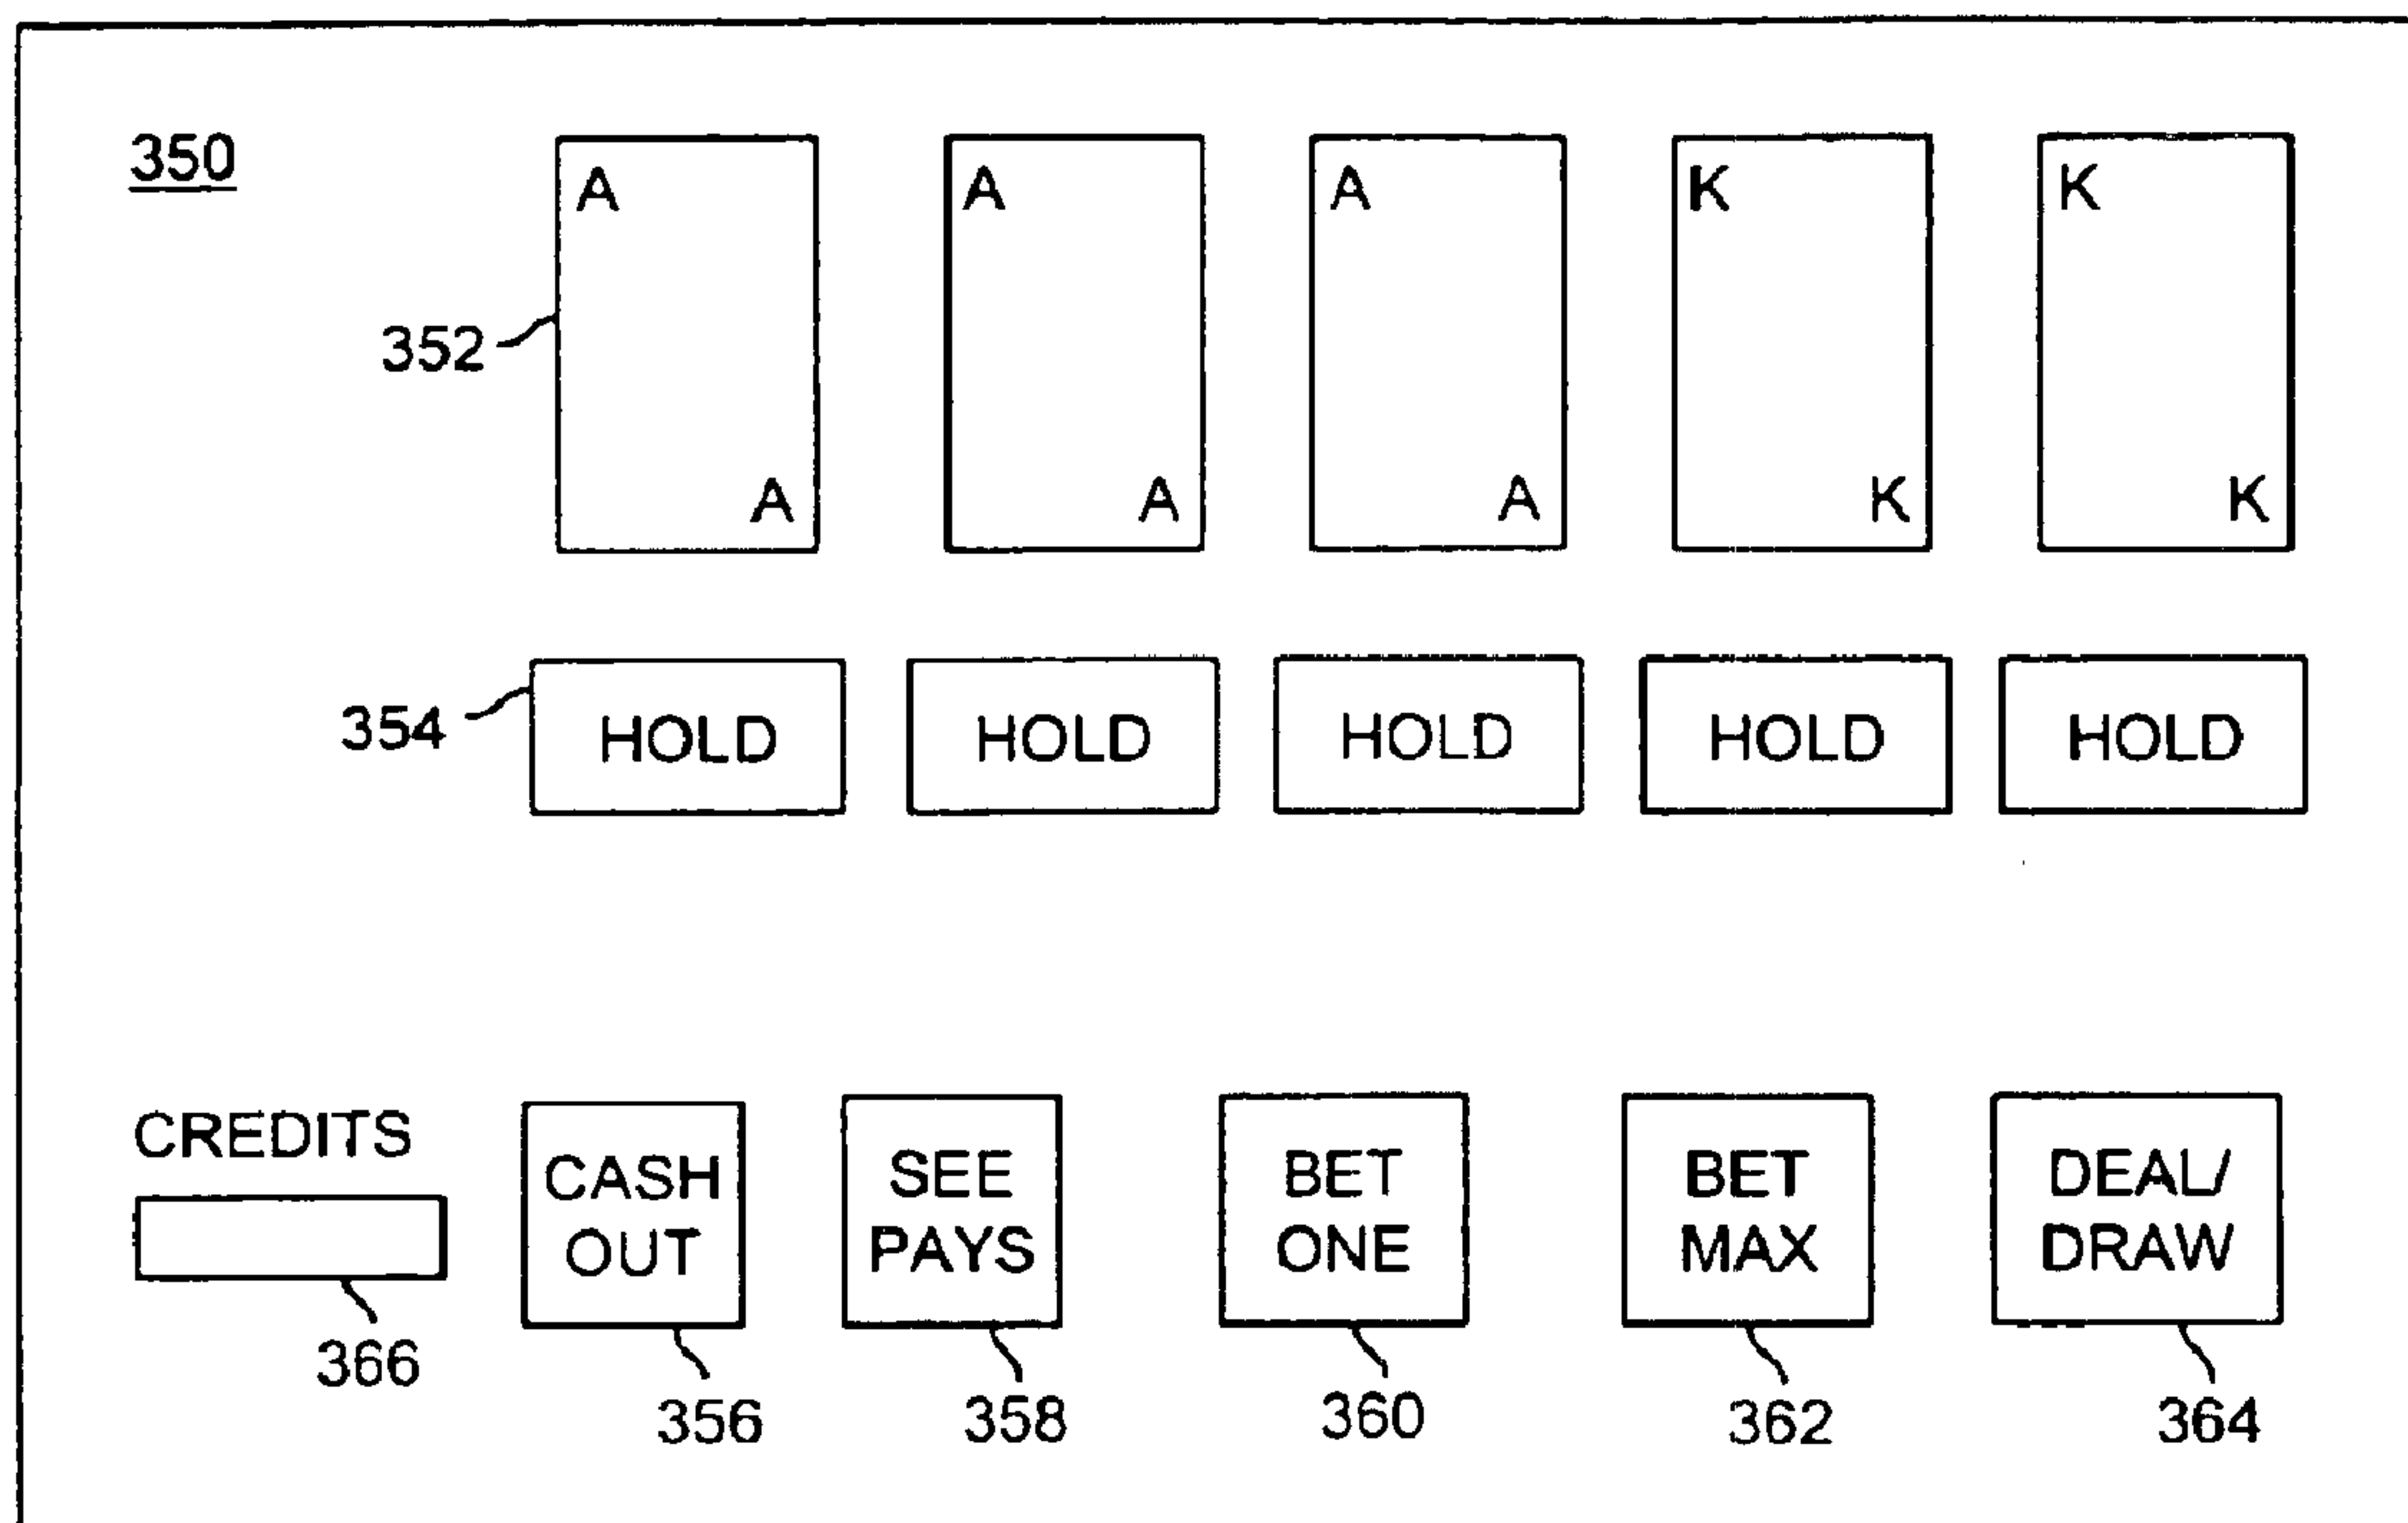 350
A A A K K
352
A A A K K
354
HOLD HOLD HOLD HOLD HOLD
CREDITS
CASH OUT
SEE PAYS
BET ONE
BET MAX
DEAL/ DRAW
366
356 358 360 362 364